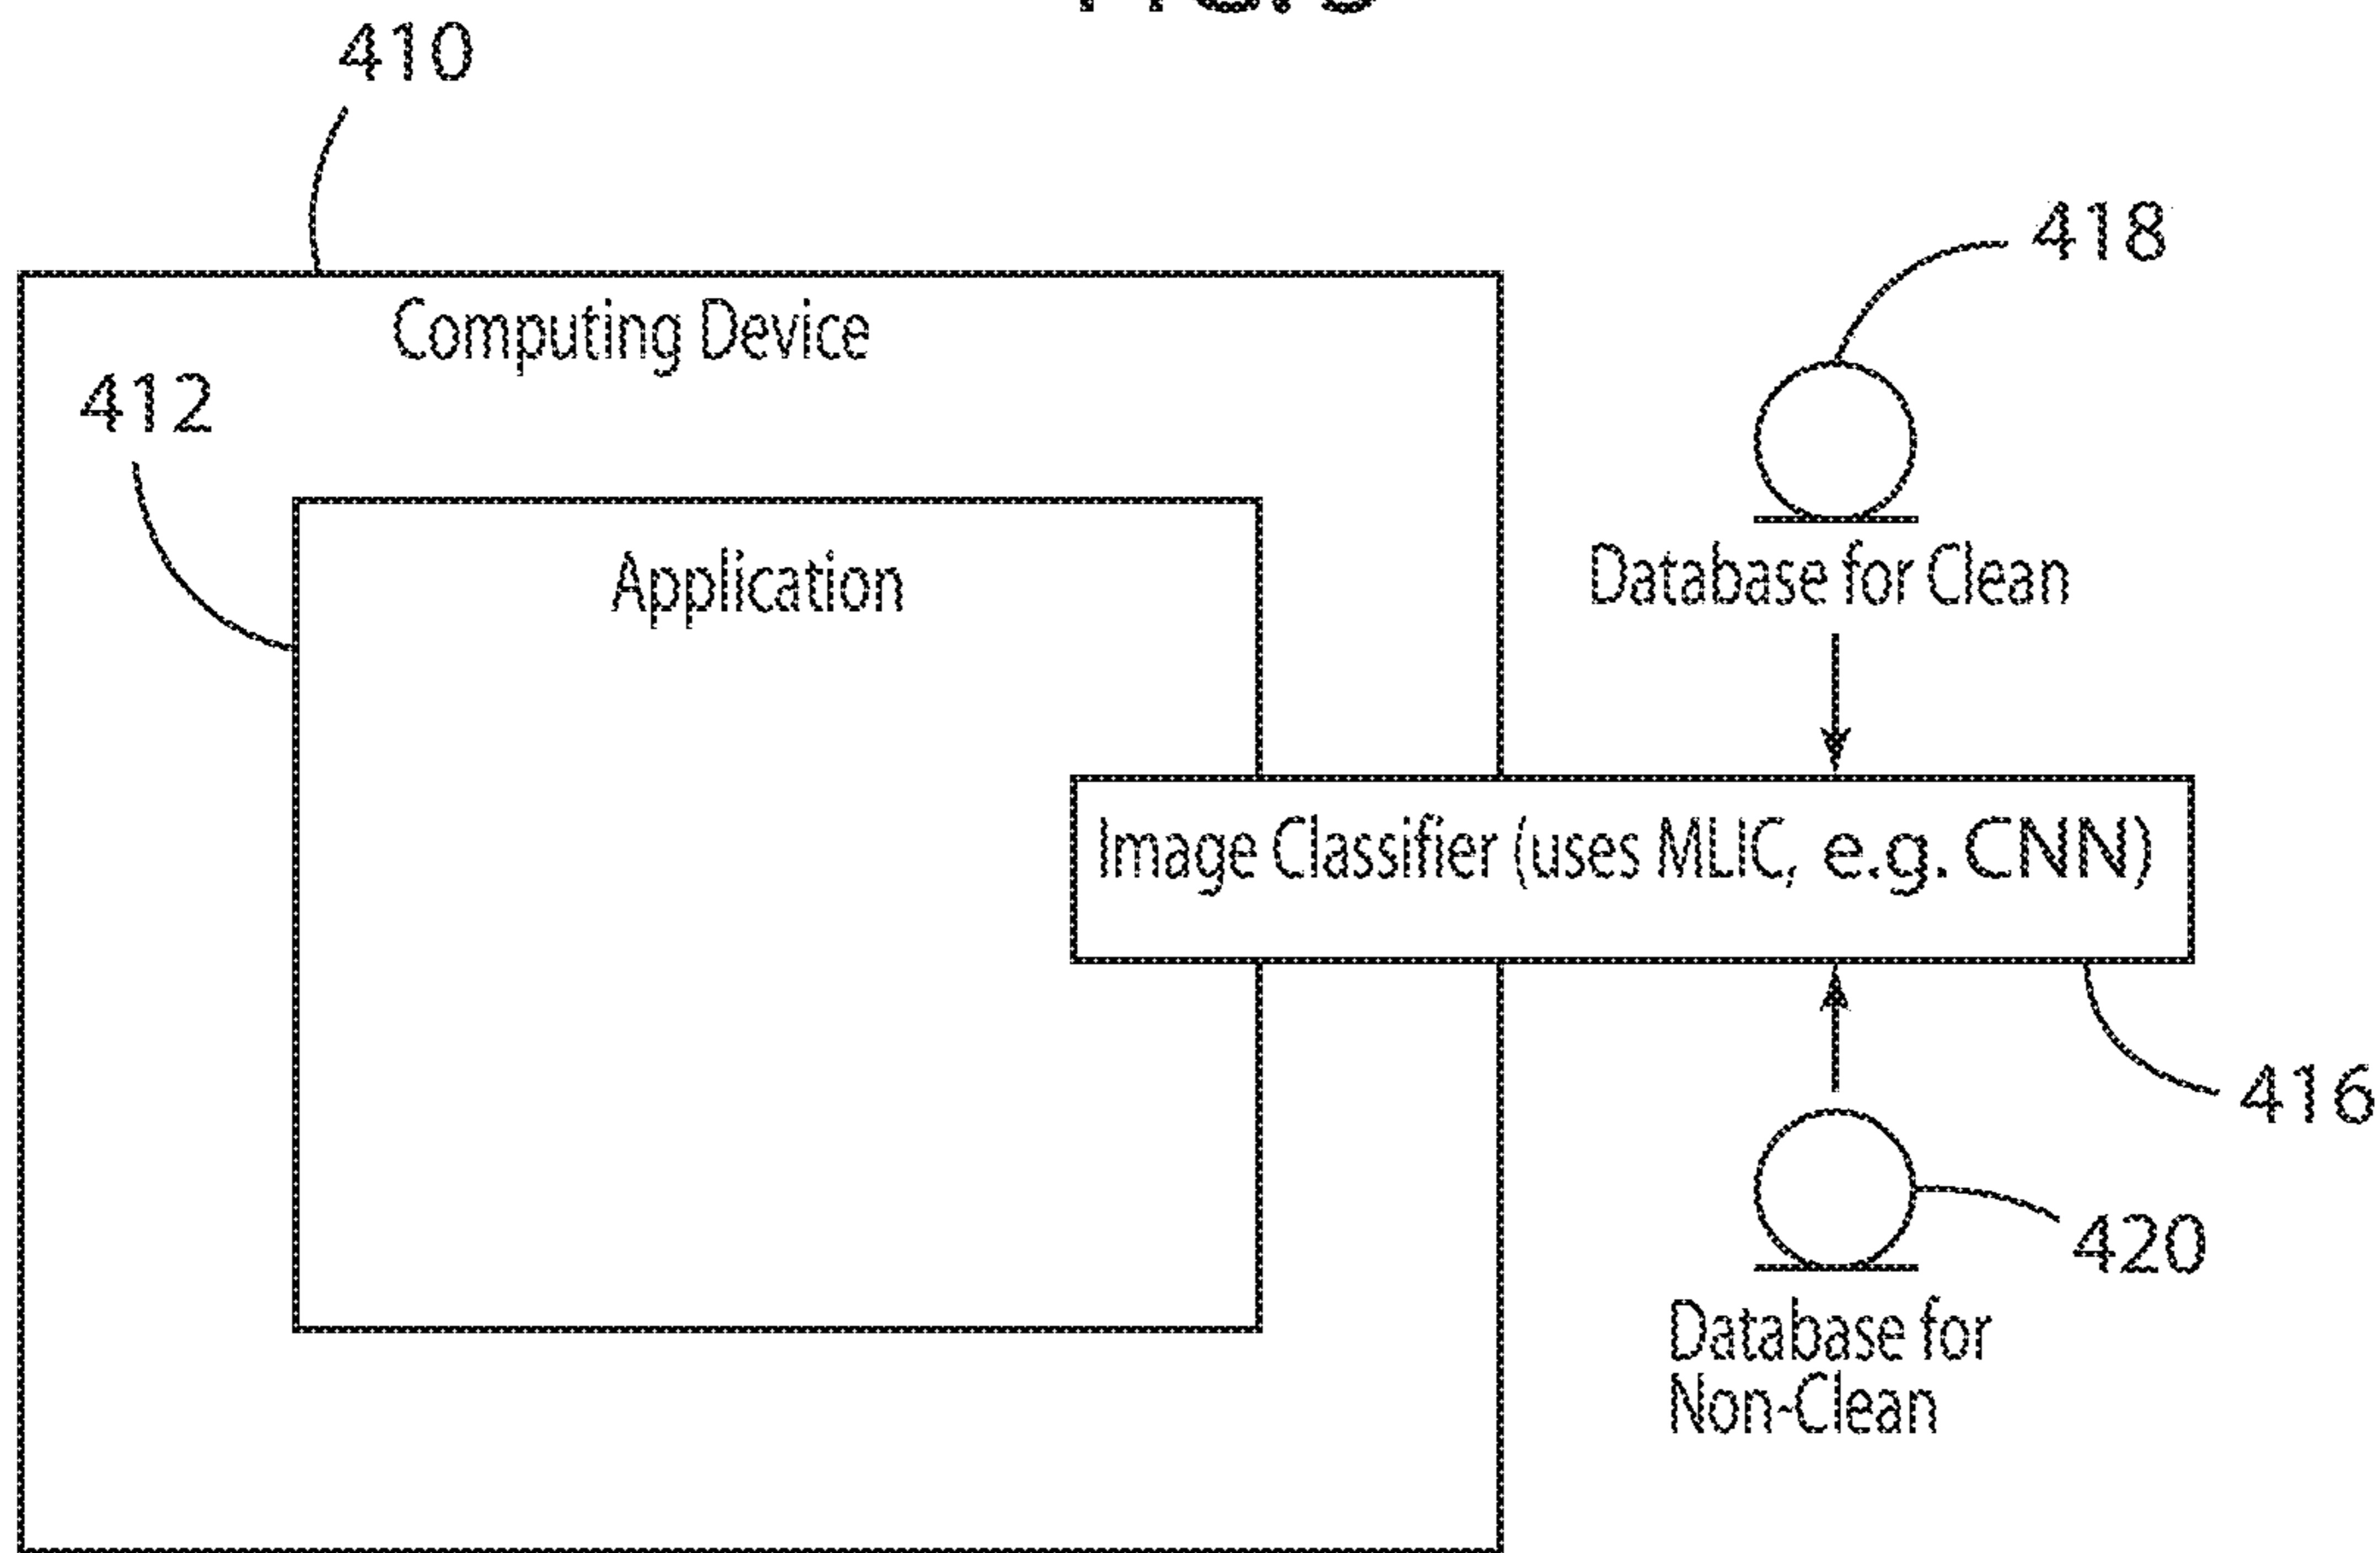 410
418
Computing Device
412
Application
Database for Clean
Image Classifier (uses MLIC, e.g. CNN)
416
420
Database for
Non-Clean